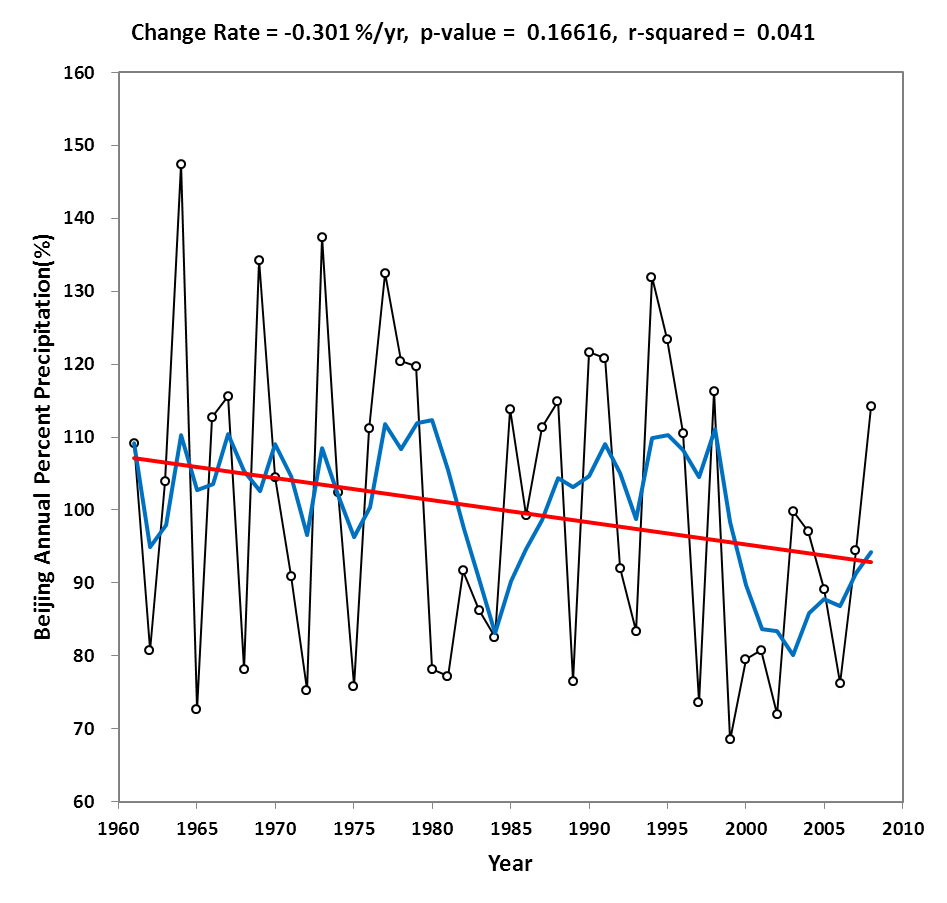 Change Rate = -0.301 %/yr, p-value = 0.16616, r-squared = 0.041
Beijing Annual Percent Precipitation(%)
160
150
140
130
120
110
100
90
80
70
60
1960 1965 1970 1975 1980 1985 1990 1995 2000 2005 2010
Year